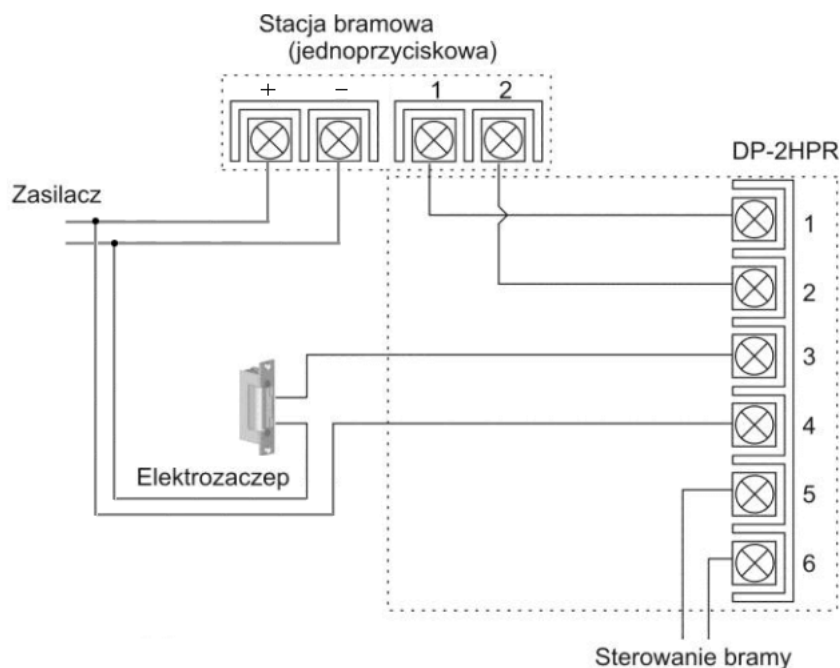 Stacja bramowa
(jednoprzyciskowa)
+ − 1 2
DP-2HPR
Zasilacz
1
2
3
4
Elektrozaczep
5
6
Sterowanie bramy